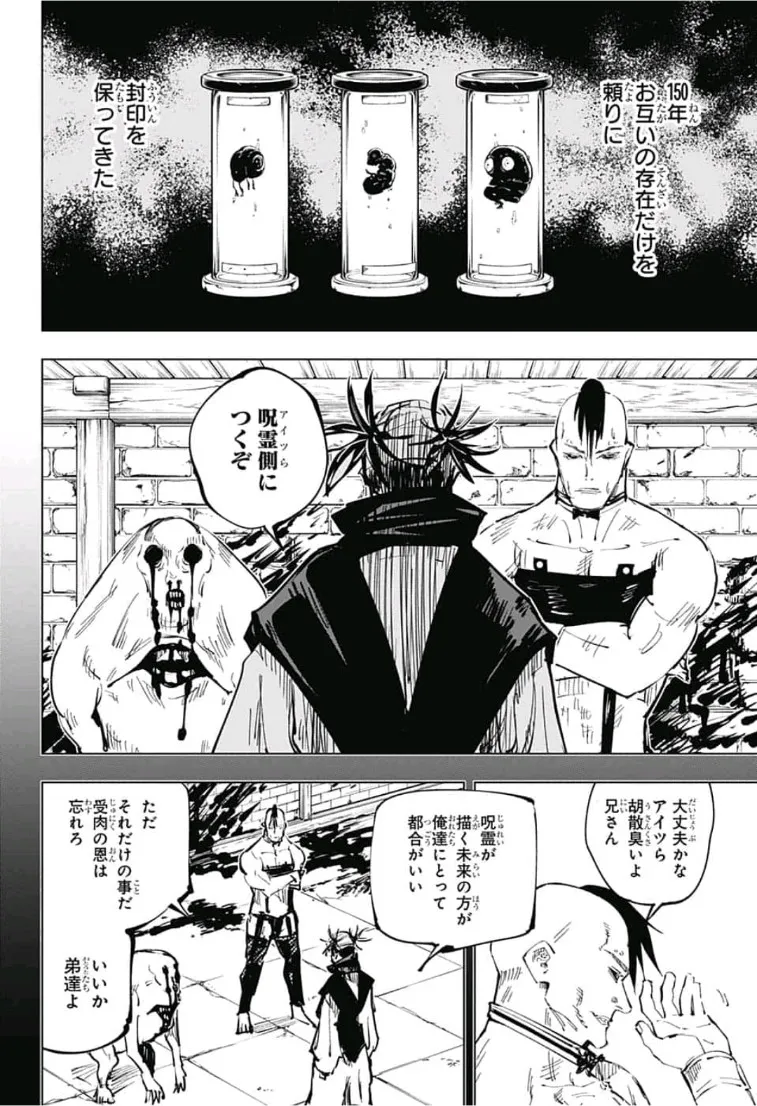 150年
お互いの存在だけを
頼りに
封印を
保ってきた
呪霊側に
つくぞ
大丈夫かな
アイツら
胡散臭いよ
兄さん
呪霊が
描く未来の方が
俺達にとって
都合がいい
ただ
それだけの事だ
受肉の恩は
忘れろ
いいか
弟達よ